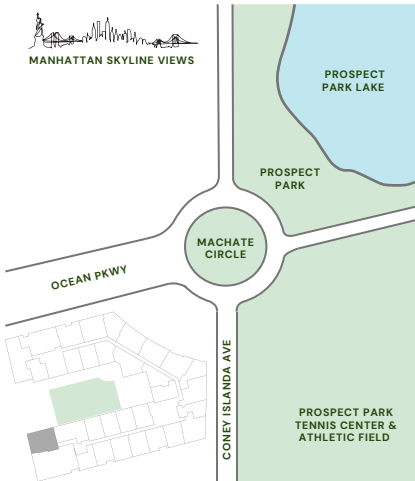 MANHATTAN SKYLINE VIEWS
PROSPECT
PARK LAKE
PROSPECT
PARK
MACHATE
CIRCLE
OCEAN PKWY
CONEY ISLANDA AVE
PROSPECT PARK
TENNIS CENTER &
ATHLETIC FIELD